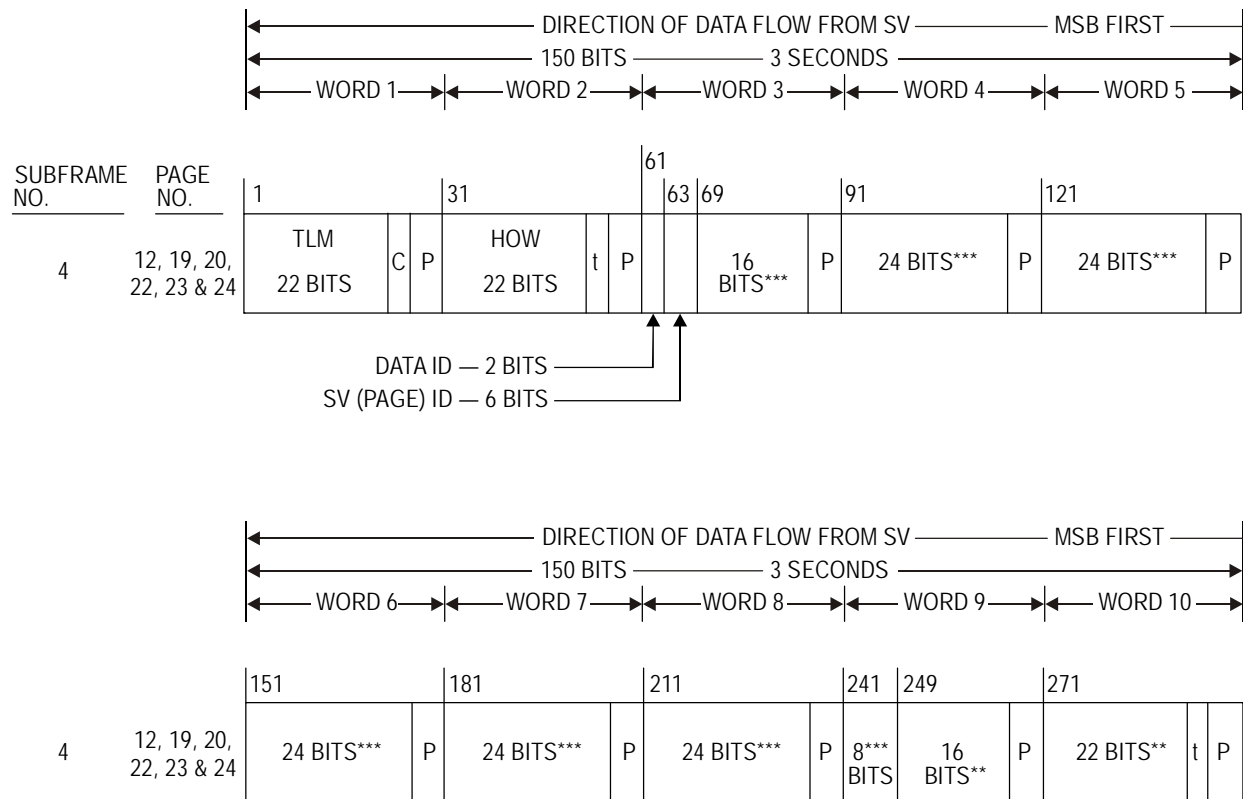 DIRECTION OF DATA FLOW FROM SV MSB FIRST
150 BITS 3 SECONDS
WORD 1 WORD 2 WORD 3 WORD 4 WORD 5
SUBFRAME NO. PAGE NO.
1 31 61 63 69 91 121
4 12, 19, 20, 22, 23 & 24
TLM 22 BITS C P HOW 22 BITS t P 16 BITS*** P 24 BITS*** P 24 BITS*** P
DATA ID — 2 BITS
SV (PAGE) ID — 6 BITS
DIRECTION OF DATA FLOW FROM SV MSB FIRST
150 BITS 3 SECONDS
WORD 6 WORD 7 WORD 8 WORD 9 WORD 10
151 181 211 241 249 271
4 12, 19, 20, 22, 23 & 24
24 BITS*** P 24 BITS*** P 24 BITS*** P 8*** BITS 16 BITS** P 22 BITS** t P